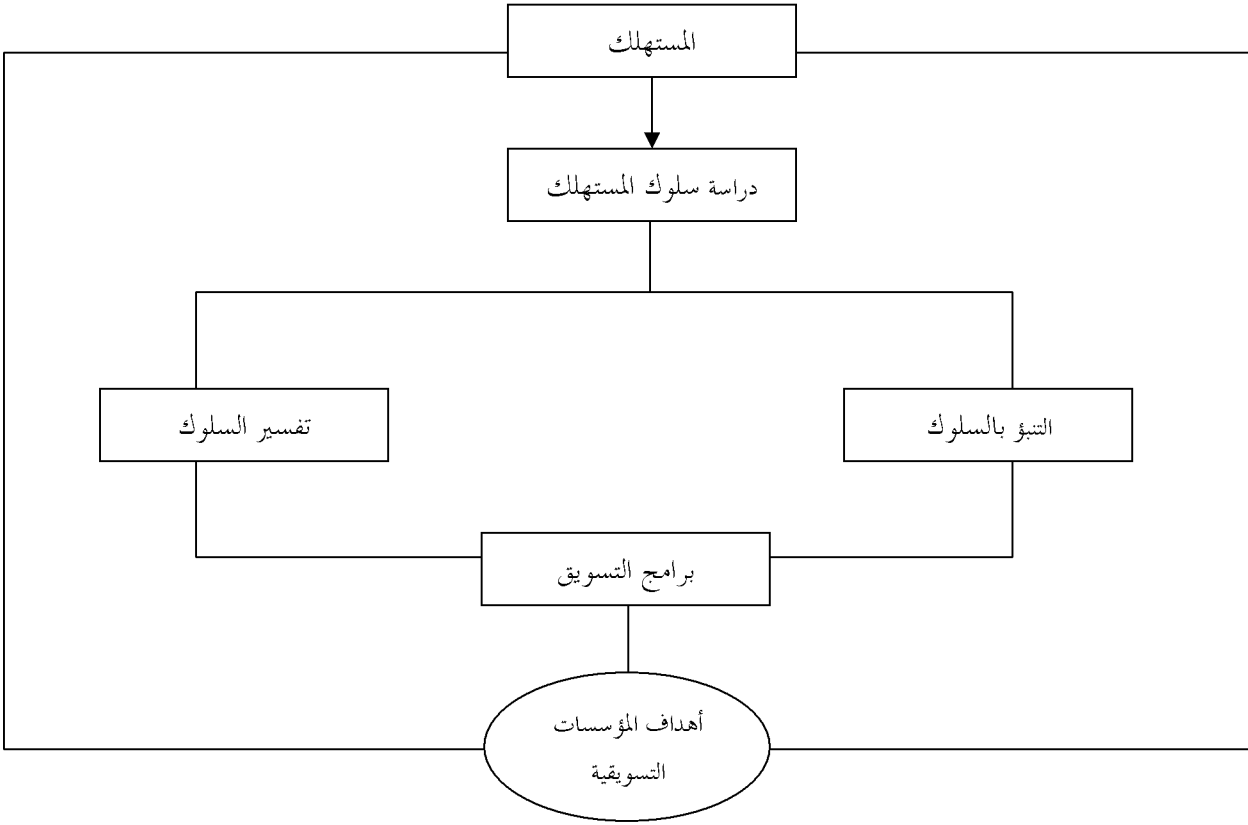 المستهلك
دراسة سلوك المستهلك
التنبؤ بالسلوك
تفسير السلوك
برامج التسويق
أهداف المؤسسات
التسويقية